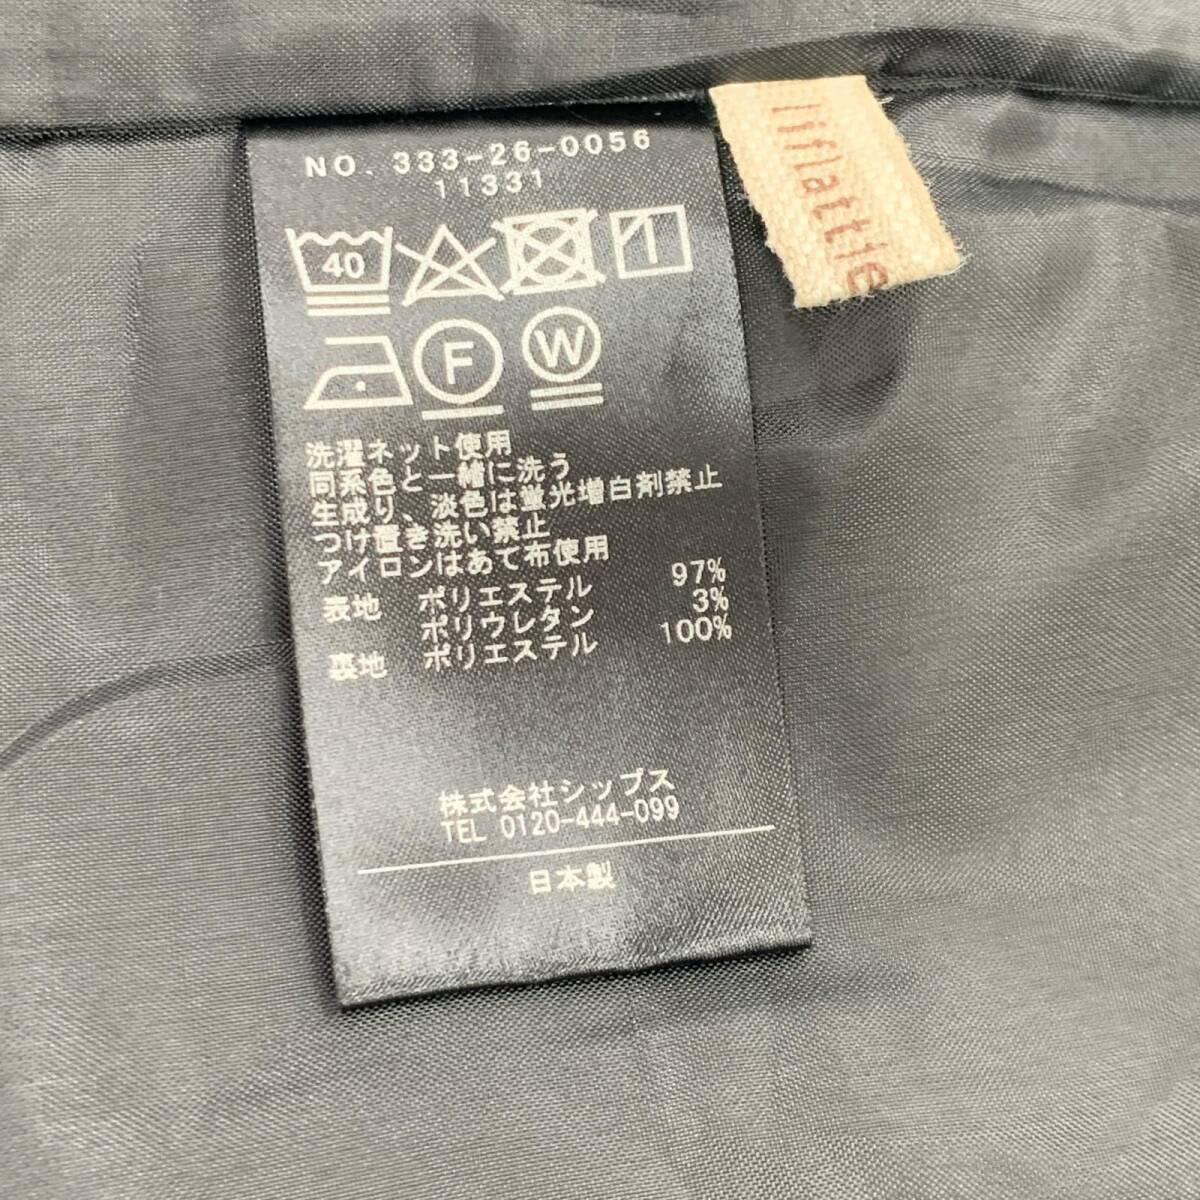 NO. 333-26-0056
11331
liflattie
40
F
W
洗濯ネット使用
同系色と一緒に洗う
生成り、淡色は蛍光増白剤禁止
つけ置き洗い禁止
アイロンはあて布使用
表地 ポリエステル 97%
ポリウレタン 3%
裏地 ポリエステル 100%
株式会社シップス
TEL 0120-444-099
日本製